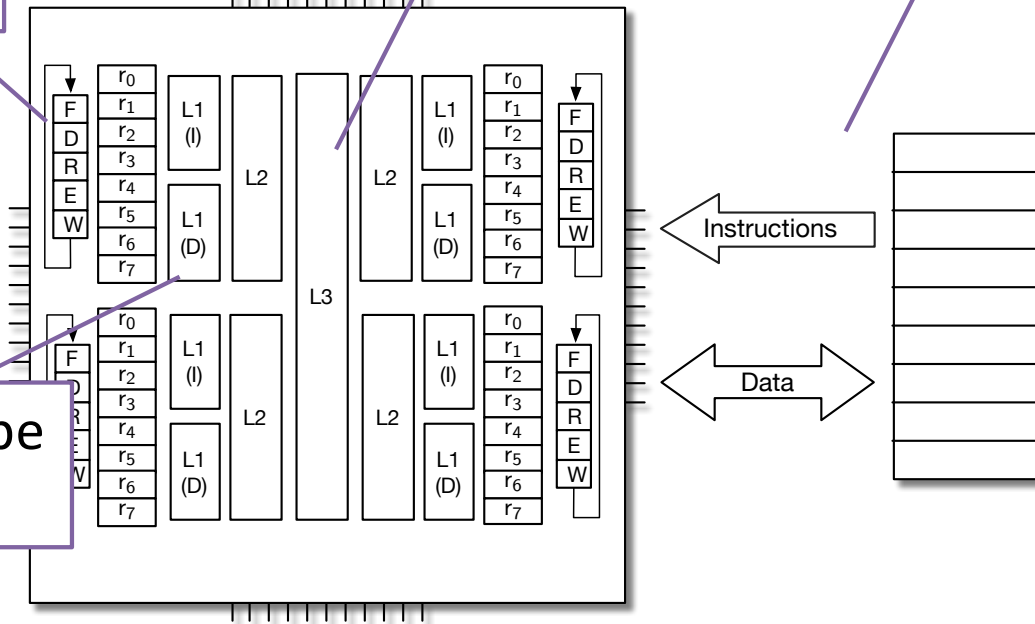 F
D
R
E
W
r0
r1
r2
r3
r4
r5
r6
r7
L1
(I)
L1
(D)
L2
L3
L2
L1
(I)
L1
(D)
r0
r1
r2
r3
r4
r5
r6
r7
F
D
R
E
W
Instructions
F
D
R
E
W
r0
r1
r2
r3
r4
r5
r6
r7
L1
(I)
L1
(D)
L2
L2
L1
(I)
L1
(D)
r0
r1
r2
r3
r4
r5
r6
r7
F
D
R
E
W
Data